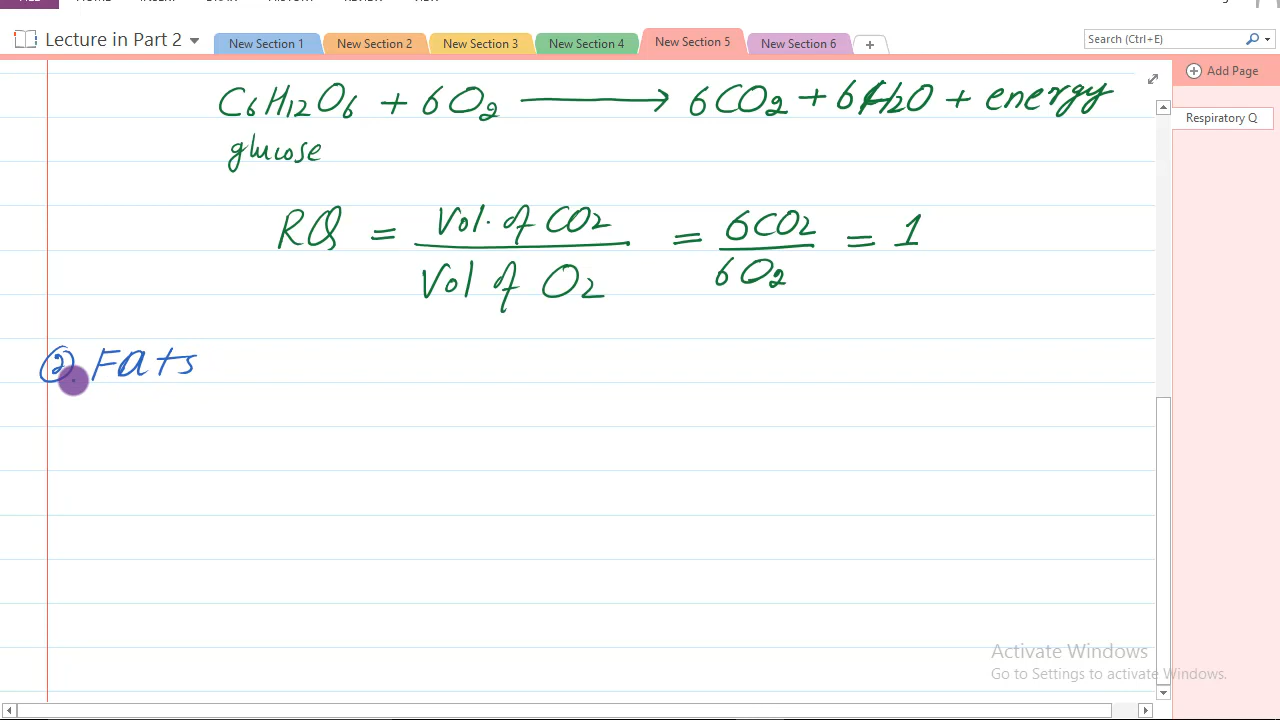 Lecture in Part 2
New Section 1 New Section 2 New Section 3 New Section 4 New Section 5 New Section 6 +
Search (Ctrl+E)
Add Page
Respiratory Q
C6H12O6 + 6O2 ⟶ 6CO2 + 6H2O + energy
glucose
RQ = Vol. of CO2 / Vol of O2 = 6CO2 / 6O2 = 1
② Fats
Activate Windows
Go to Settings to activate Windows.